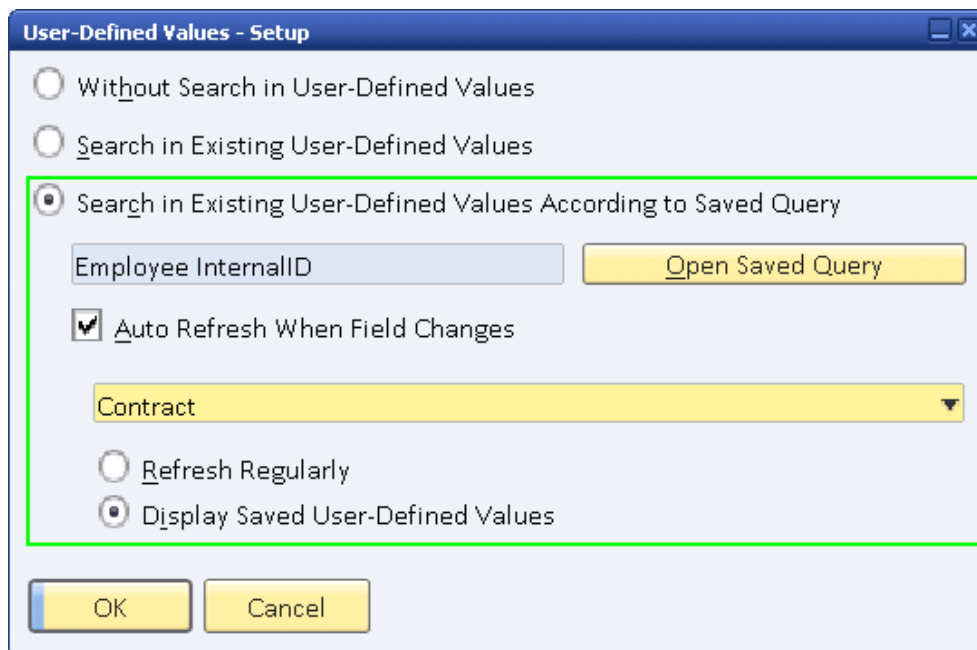 User-Defined Values - Setup
Without Search in User-Defined Values
Search in Existing User-Defined Values
Search in Existing User-Defined Values According to Saved Query
Employee InternalID
Open Saved Query
Auto Refresh When Field Changes
Contract
Refresh Regularly
Display Saved User-Defined Values
OK
Cancel